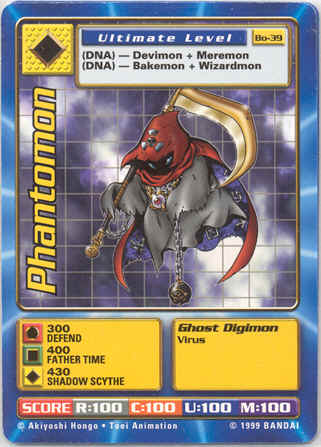 Ultimate Level
Bo-39
(DNA) — Devimon + Meremon
(DNA) — Bakemon + Wizardmon
Phantomon
300
DEFEND
400
FATHER TIME
430
SHADOW SCYTHE
Ghost Digimon
Virus
SCORE R:100 C:100 U:100 M:100
© Akiyoshi Hongo • Toei Animation
© 1999 BANDAI